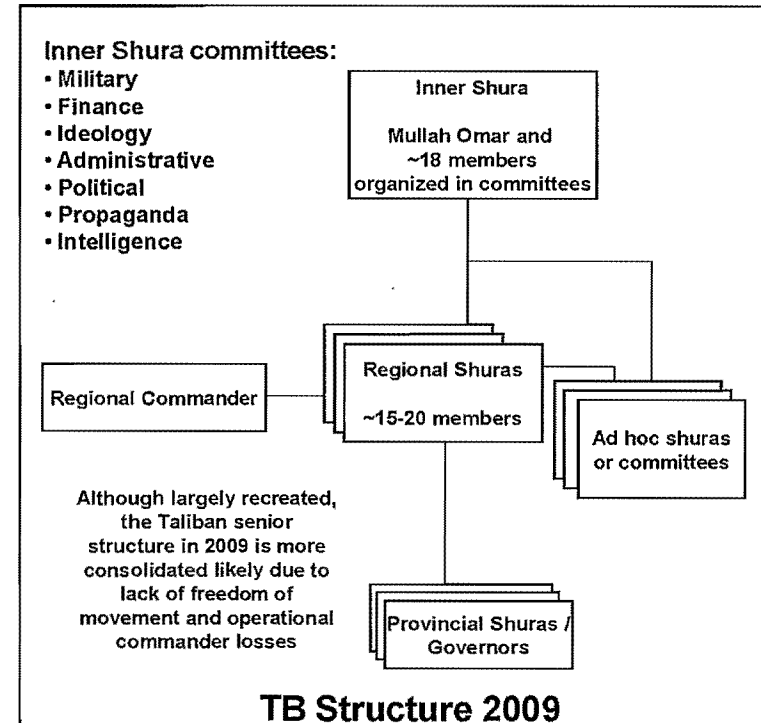 Inner Shura committees:
• Military
• Finance
• Ideology
• Administrative
• Political
• Propaganda
• Intelligence
Inner Shura
Mullah Omar and
~18 members
organized in committees
Regional Commander
Regional Shuras
~15-20 members
Ad hoc shuras
or committees
Although largely recreated,
the Taliban senior
structure in 2009 is more
consolidated likely due to
lack of freedom of
movement and operational
commander losses
Provincial Shuras /
Governors
TB Structure 2009